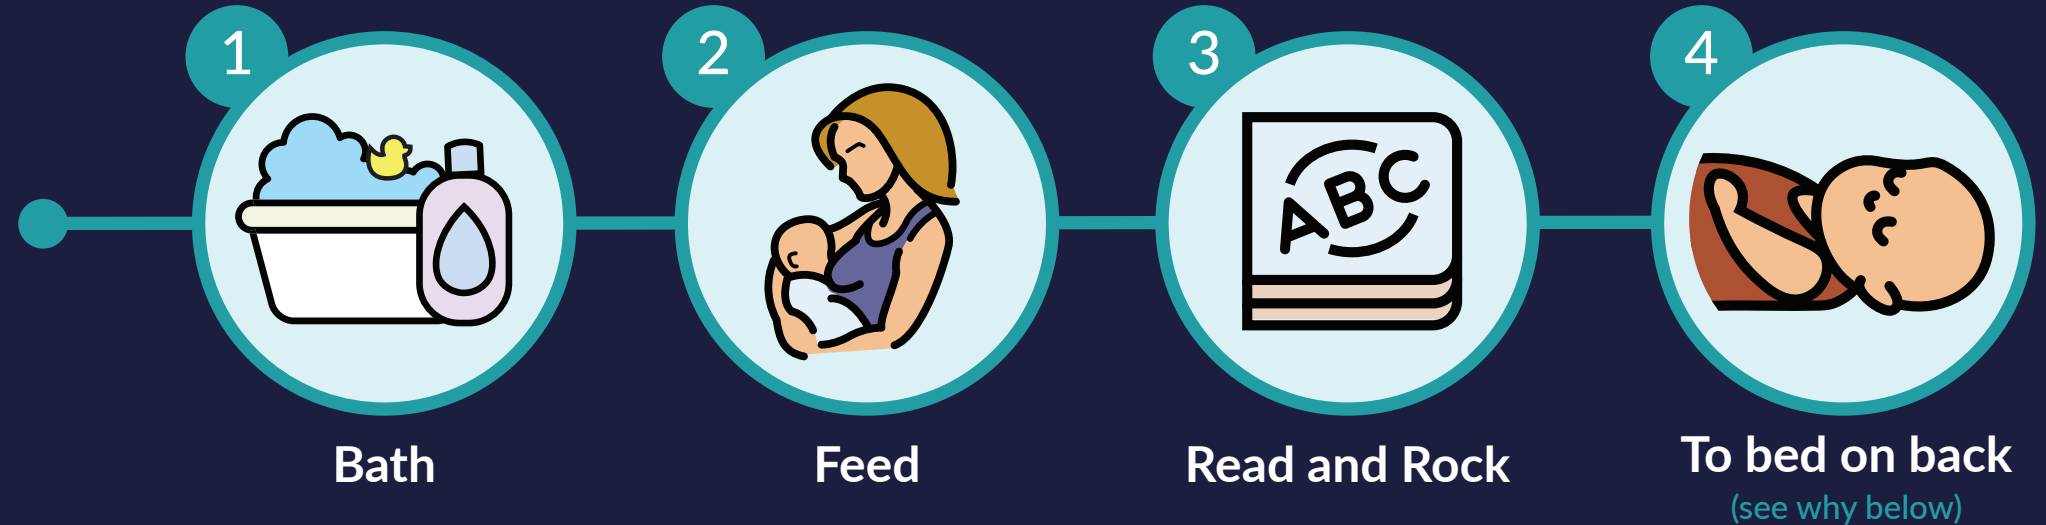 1
Bath
2
Feed
3
ABC
Read and Rock
4
To bed on back
(see why below)